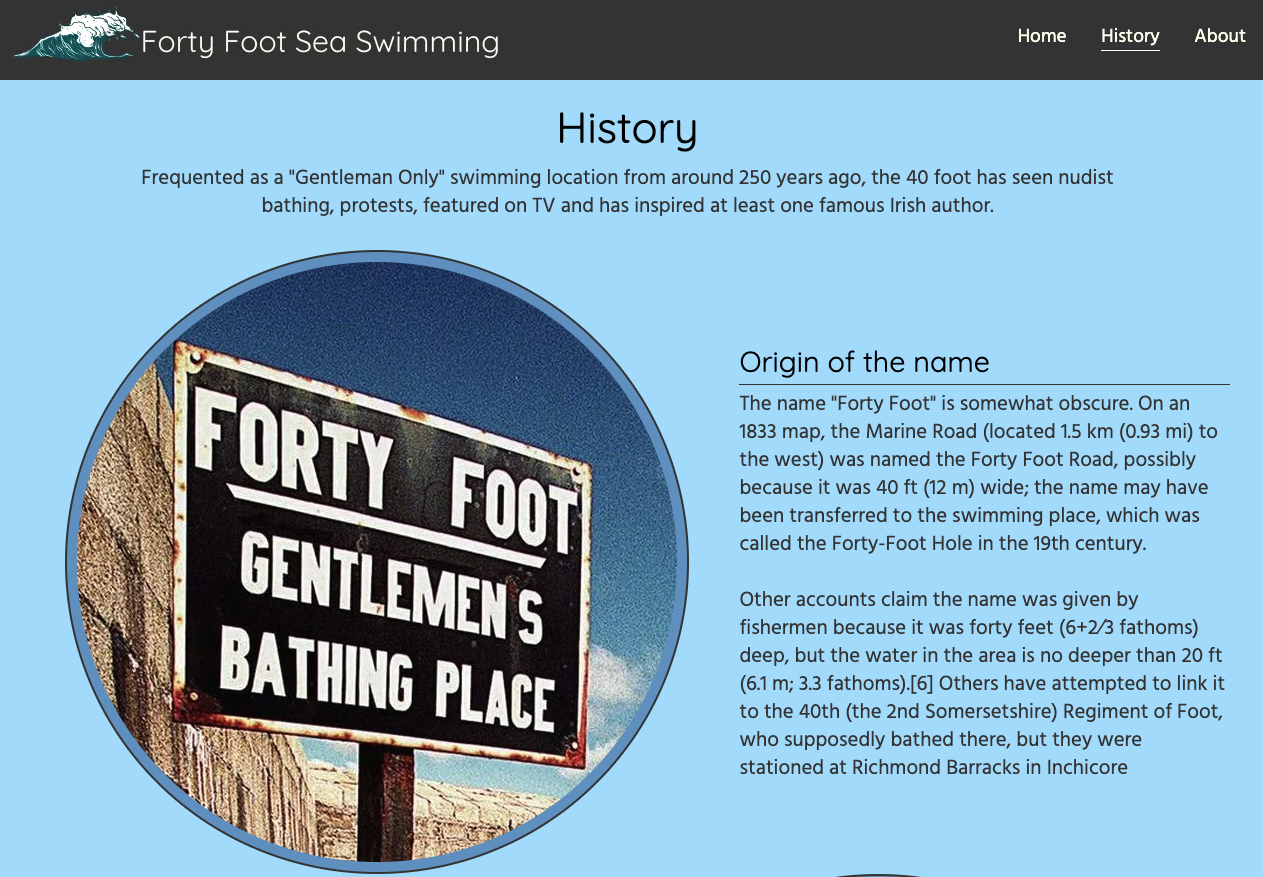 Forty Foot Sea Swimming
Home History About
History
Frequented as a "Gentleman Only" swimming location from around 250 years ago, the 40 foot has seen nudist
bathing, protests, featured on TV and has inspired at least one famous Irish author.
FORTY FOOT
GENTLEMEN S
BATHING PLACE
Origin of the name
The name "Forty Foot" is somewhat obscure. On an
1833 map, the Marine Road (located 1.5 km (0.93 mi) to
the west) was named the Forty Foot Road, possibly
because it was 40 ft (12 m) wide; the name may have
been transferred to the swimming place, which was
called the Forty-Foot Hole in the 19th century.
Other accounts claim the name was given by
fishermen because it was forty feet (6+2⁄3 fathoms)
deep, but the water in the area is no deeper than 20 ft
(6.1 m; 3.3 fathoms).[6] Others have attempted to link it
to the 40th (the 2nd Somersetshire) Regiment of Foot,
who supposedly bathed there, but they were
stationed at Richmond Barracks in Inchicore